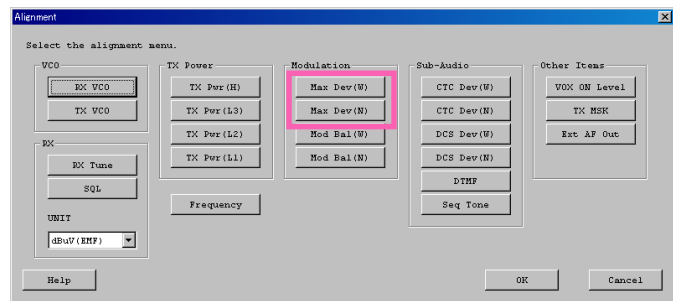 Alignment
Select the alignment menu.
VCO
RX VCO
TX VCO
RX
RX Tune
SQL
UNIT
dBuV(EMF)
TX Power
TX Pwr(H)
TX Pwr(L3)
TX Pwr(L2)
TX Pwr(L1)
Frequency
Modulation
Max Dev(W)
Max Dev(N)
Mod Bal(W)
Mod Bal(N)
Sub-Audio
CTC Dev(W)
CTC Dev(N)
DCS Dev(W)
DCS Dev(N)
DTMF
Seq Tone
Other Items
VOX ON Level
TX MSK
Ext AF Out
Help
OK
Cancel